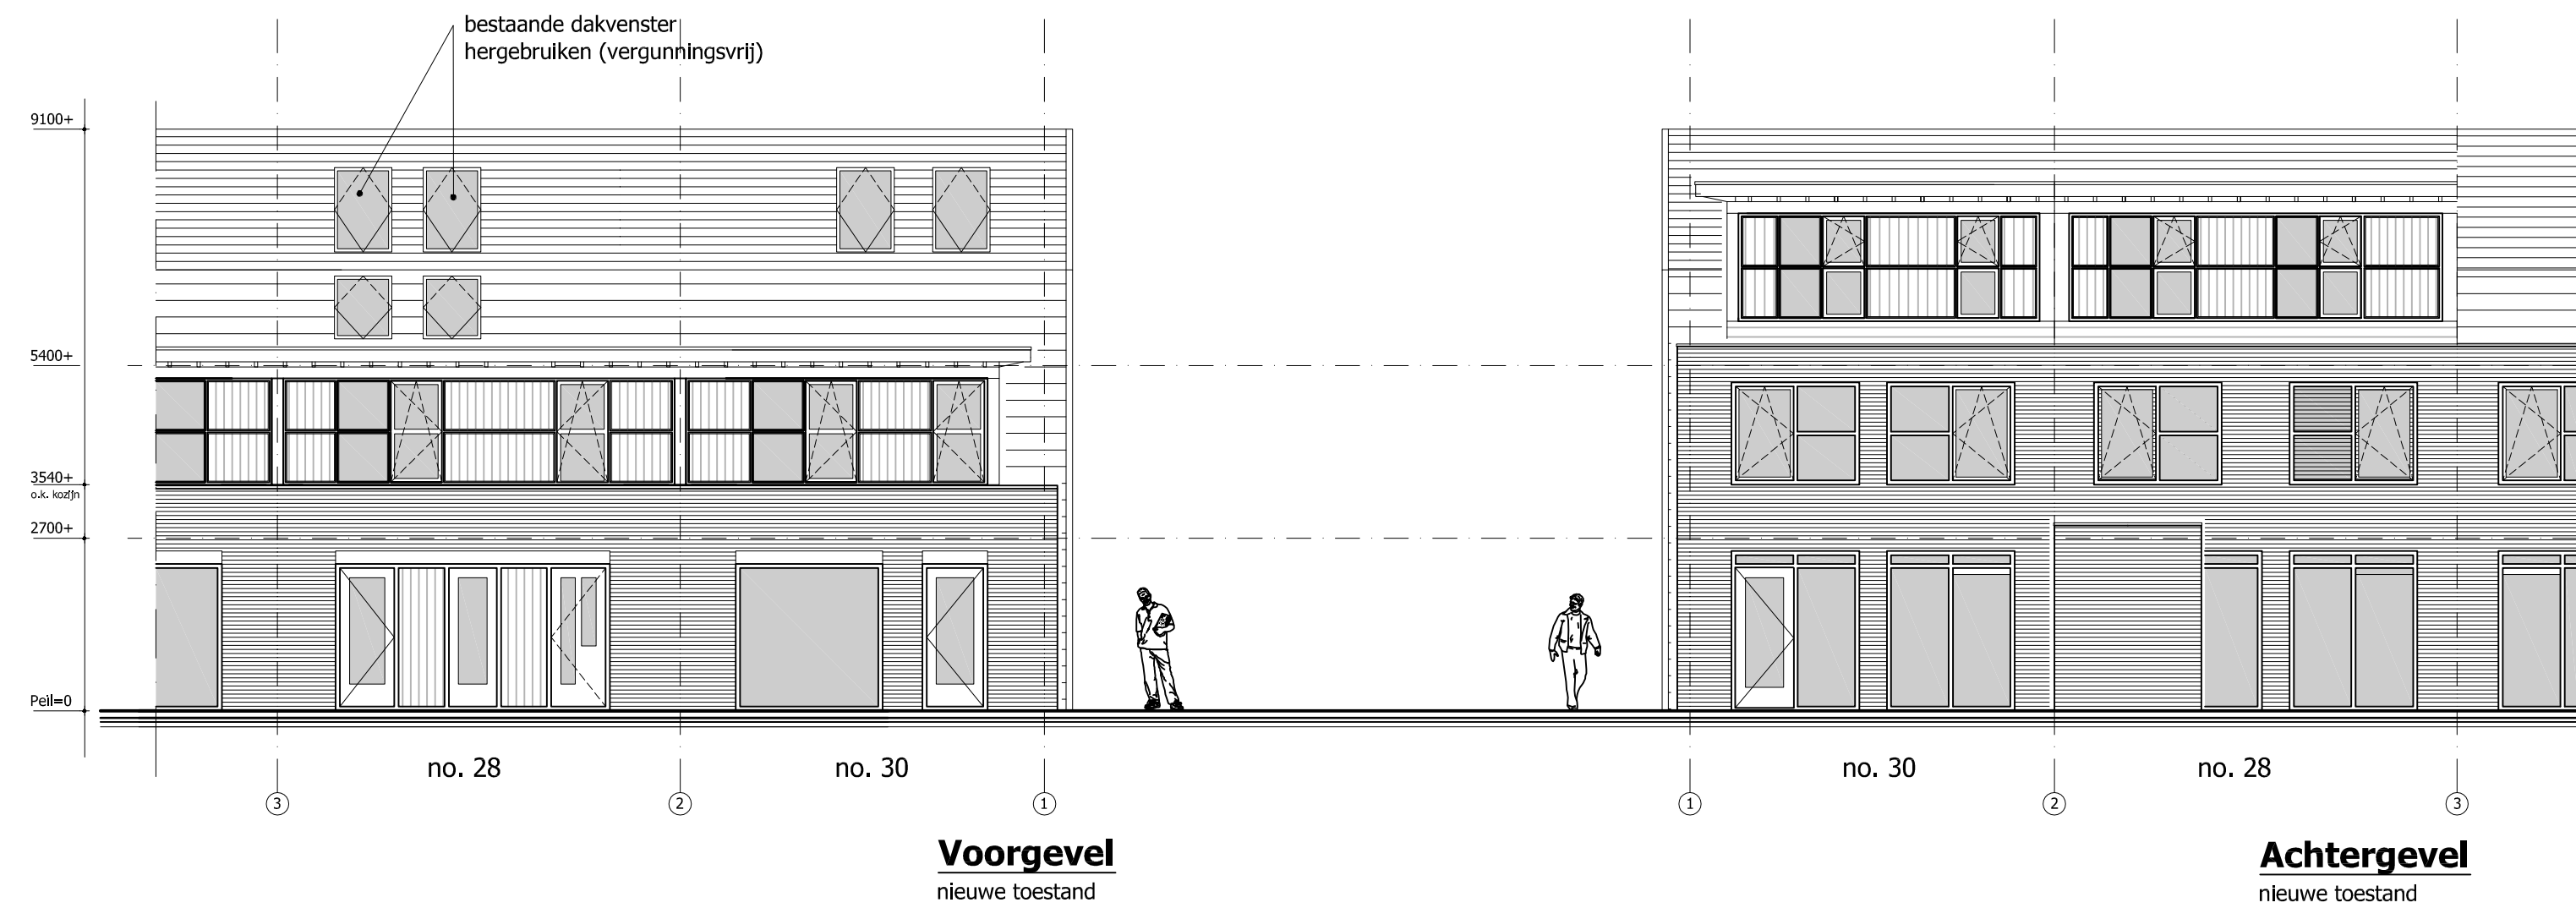 bestaande dakvenster
hergebruiken (vergunningsvrij)
9100+
5400+
3540+
o.k. kozijn
2700+
Peil=0
no. 28
no. 30
no. 30
no. 28
3
2
1
1
2
3
Voorgevel
nieuwe toestand
Achtergevel
nieuwe toestand